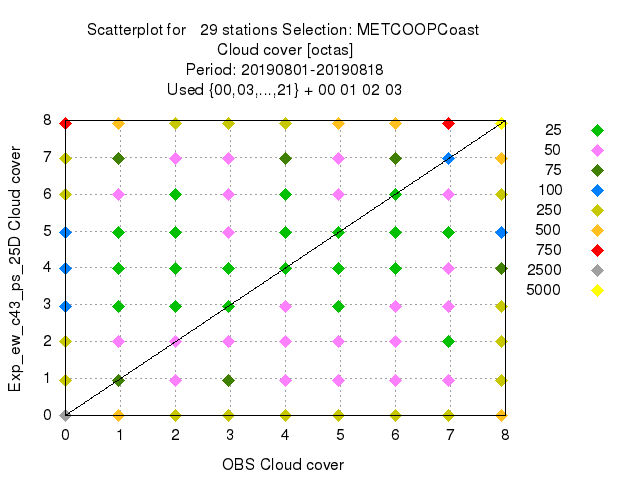 Scatterplot for 29 stations Selection: METCOOPCoast
Cloud cover [octas]
Period: 20190801-20190818
Used {00,03,...,21} + 00 01 02 03
Exp_ew_c43_ps_25D Cloud cover
8
7
6
5
4
3
2
1
0
0 1 2 3 4 5 6 7 8
OBS Cloud cover
25
50
75
100
250
500
750
2500
5000